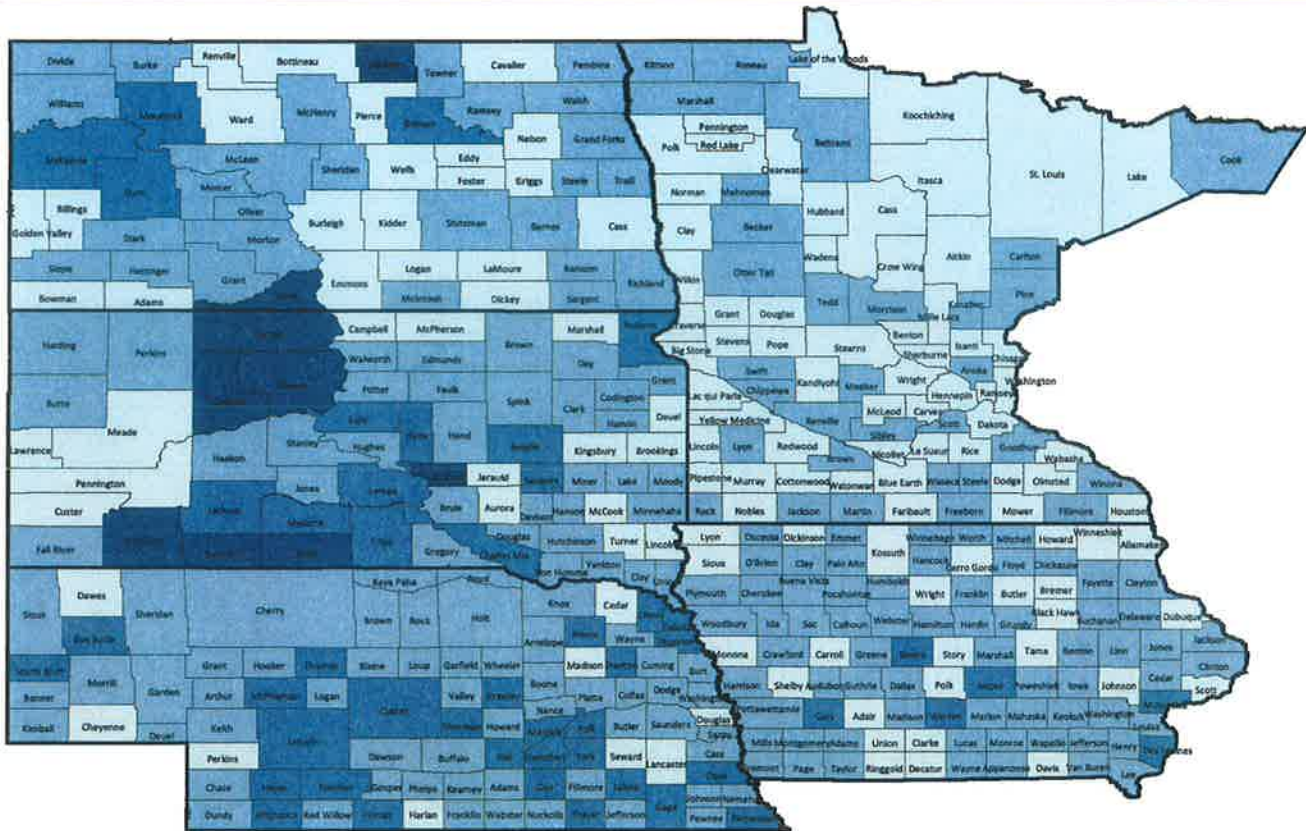 Divide
Burke
Renville
Bottineau
Towner
Cavalier
Pembina
Kittson
Roseau
Lake of the Woods
Williams
Mountrail
Ward
McHenry
Pierce
Benson
Ramsey
Walsh
Marshall
Koochiching
McKenzie
Nelson
Grand Forks
Polk
Pennington
Red Lake
Beltrami
Cook
McLean
Sheridan
Wells
Eddy
Foster
Griggs
Steele
Traill
Clearwater
Itasca
St. Louis
Lake
Dunn
Mercer
Oliver
Norman
Mahnomen
Billings
Golden Valley
Burleigh
Kidder
Stutsman
Barnes
Cass
Clay
Becker
Hubbard
Cass
Stark
Morton
Wadena
Crow Wing
Aitkin
Carlton
Slope
Hettinger
Grant
Emmons
Logan
LaMoure
Ransom
Richland
Wilkin
Otter Tail
Pine
Bowman
Adams
McIntosh
Dickey
Sargent
Todd
Morrison
Mille Lacs
Kanabec
Harding
Perkins
Campbell
McPherson
Marshall
Roberts
Traverse
Grant
Douglas
Benton
Isanti
Chisago
Walworth
Edmunds
Brown
Day
Big Stone
Stevens
Pope
Stearns
Sherburne
Anoka
Butte
Potter
Faulk
Grant
Codington
Swift
Chippewa
Kandiyohi
Meeker
Wright
Hennepin
Ramsey
Washington
Meade
Sully
Hyde
Hand
Spink
Clark
Hamlin
Deuel
Lac qui Parle
Yellow Medicine
Renville
McLeod
Carver
Scott
Dakota
Lawrence
Haakon
Stanley
Hughes
Beadle
Kingsbury
Brookings
Lincoln
Lyon
Redwood
Brown
Sibley
Nicollet
Le Sueur
Rice
Goodhue
Wabasha
Pennington
Jones
Lyman
Jerauld
Sanborn
Miner
Lake
Moody
Pipestone
Murray
Cottonwood
Watonwan
Blue Earth
Waseca
Steele
Dodge
Olmsted
Winona
Custer
Jackson
Mellette
Brule
Aurora
Davison
Hanson
McCook
Minnehaha
Rock
Nobles
Jackson
Martin
Faribault
Freeborn
Mower
Fillmore
Houston
Fall River
Tripp
Gregory
Douglas
Charles Mix
Hutchinson
Turner
Lincoln
Bon Homme
Yankton
Clay
Union
Lyon
Osceola
Dickinson
Emmet
Kossuth
Winnebago
Worth
Mitchell
Howard
Winneshiek
Allamakee
Sioux
O'Brien
Clay
Palo Alto
Hancock
Cerro Gordo
Floyd
Chickasaw
Plymouth
Cherokee
Buena Vista
Pocahontas
Humboldt
Wright
Franklin
Butler
Bremer
Fayette
Clayton
Sioux
Dawes
Sheridan
Cherry
Keya Paha
Boyd
Brown
Rock
Holt
Knox
Cedar
Woodbury
Ida
Sac
Calhoun
Webster
Hamilton
Hardin
Grundy
Black Hawk
Buchanan
Delaware
Dubuque
Box Butte
Antelope
Pierce
Wayne
Monona
Crawford
Carroll
Greene
Boone
Story
Marshall
Tama
Benton
Linn
Jones
Jackson
Scotts Bluff
Morrill
Garden
Grant
Hooker
Thomas
Blaine
Loup
Garfield
Wheeler
Boone
Madison
Stanton
Cuming
Burt
Harrison
Shelby
Audubon
Guthrie
Dallas
Polk
Jasper
Poweshiek
Iowa
Johnson
Cedar
Clinton
Scott
Banner
Arthur
McPherson
Logan
Custer
Valley
Greeley
Nance
Platte
Colfax
Dodge
Washington
Pottawattamie
Cass
Adair
Madison
Warren
Marion
Mahaska
Keokuk
Washington
Muscatine
Louisa
Kimball
Cheyenne
Deuel
Keith
Lincoln
Sherman
Howard
Merrick
Polk
Butler
Saunders
Douglas
Sarpy
Mills
Montgomery
Adams
Union
Clarke
Lucas
Monroe
Wapello
Jefferson
Henry
Des Moines
Perkins
Dawson
Buffalo
Hall
Hamilton
York
Seward
Lancaster
Cass
Otoe
Fremont
Page
Taylor
Ringgold
Decatur
Wayne
Appanoose
Davis
Van Buren
Lee
Chase
Hayes
Frontier
Gosper
Phelps
Kearney
Adams
Clay
Fillmore
Saline
Gage
Johnson
Nemaha
Dundy
Hitchcock
Red Willow
Furnas
Harlan
Franklin
Webster
Nuckolls
Thayer
Jefferson
Pawnee
Richardson